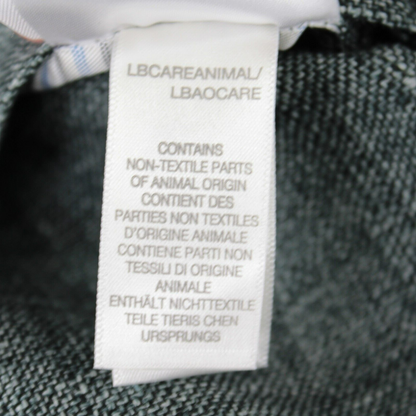 LBCAREANIMAL/
LBAOCARE
CONTAINS
NON-TEXTILE PARTS
OF ANIMAL ORIGIN
CONTIENT DES
PARTIES NON TEXTILES
D'ORIGINE ANIMALE
CONTIENE PARTI NON
TESSILI DI ORIGINE
ANIMALE
ENTHÄLT NICHTTEXTILE
TEILE TIERIS CHEN
URSPRUNGS